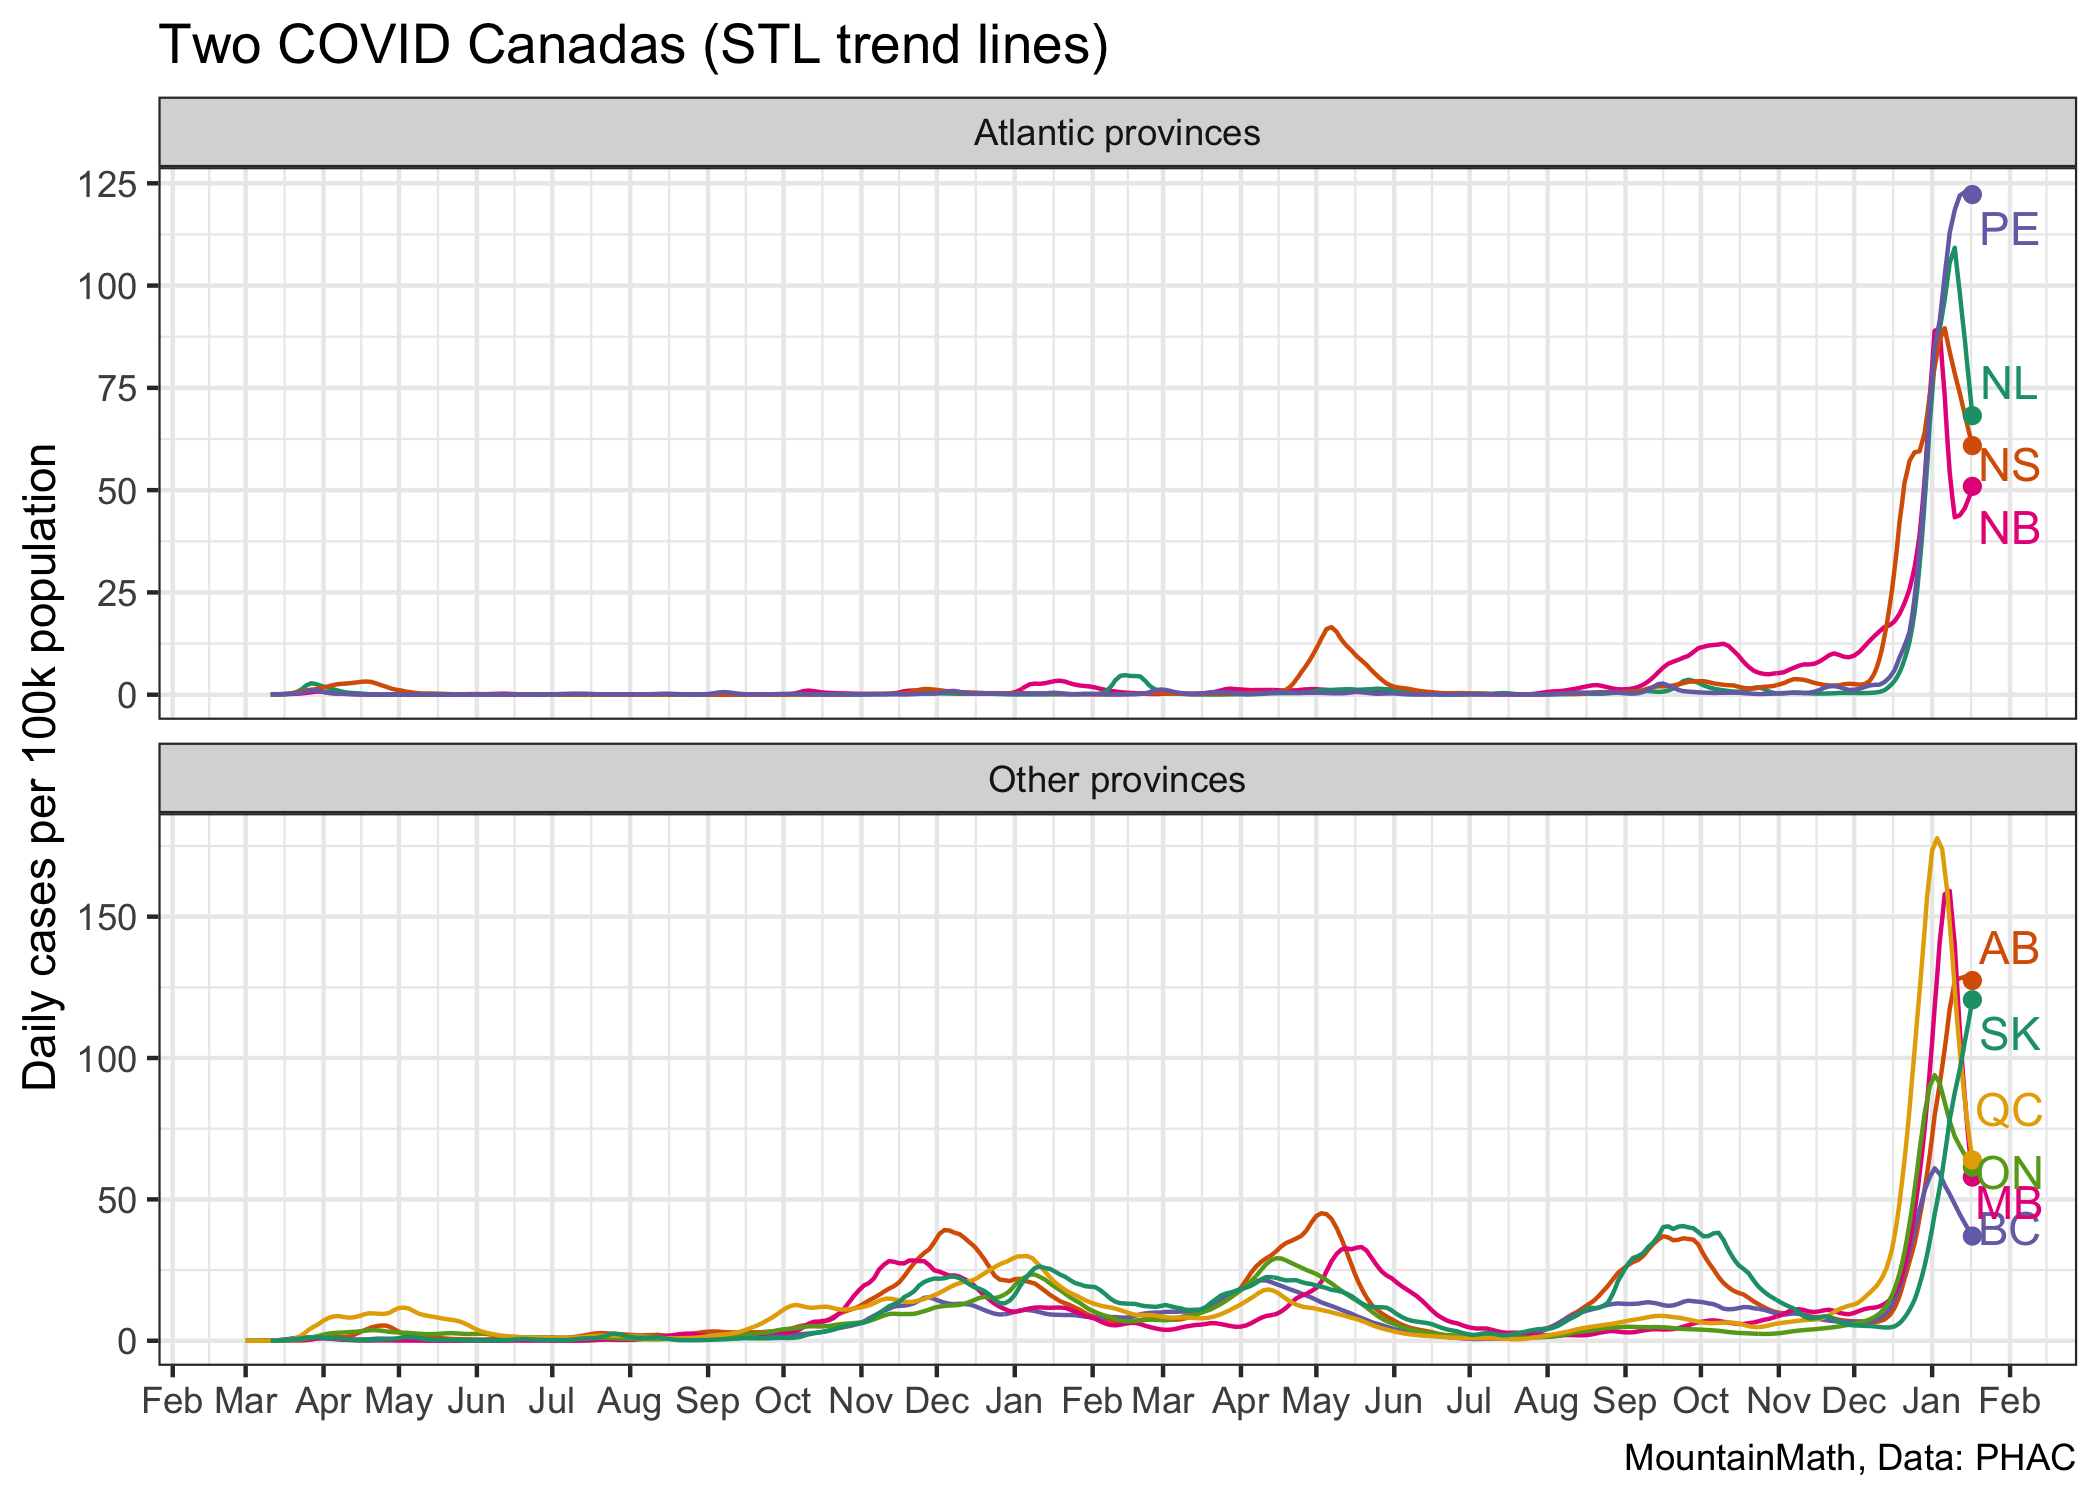 Two COVID Canadas (STL trend lines)
Daily cases per 100k population
Atlantic provinces
125
100
75
50
25
0
PE
NL
NS
NB
Other provinces
150
100
50
0
AB
SK
QC
ON
MB
BC
Feb Mar Apr May Jun Jul Aug Sep Oct Nov Dec Jan Feb Mar Apr May Jun Jul Aug Sep Oct Nov Dec Jan Feb
MountainMath, Data: PHAC